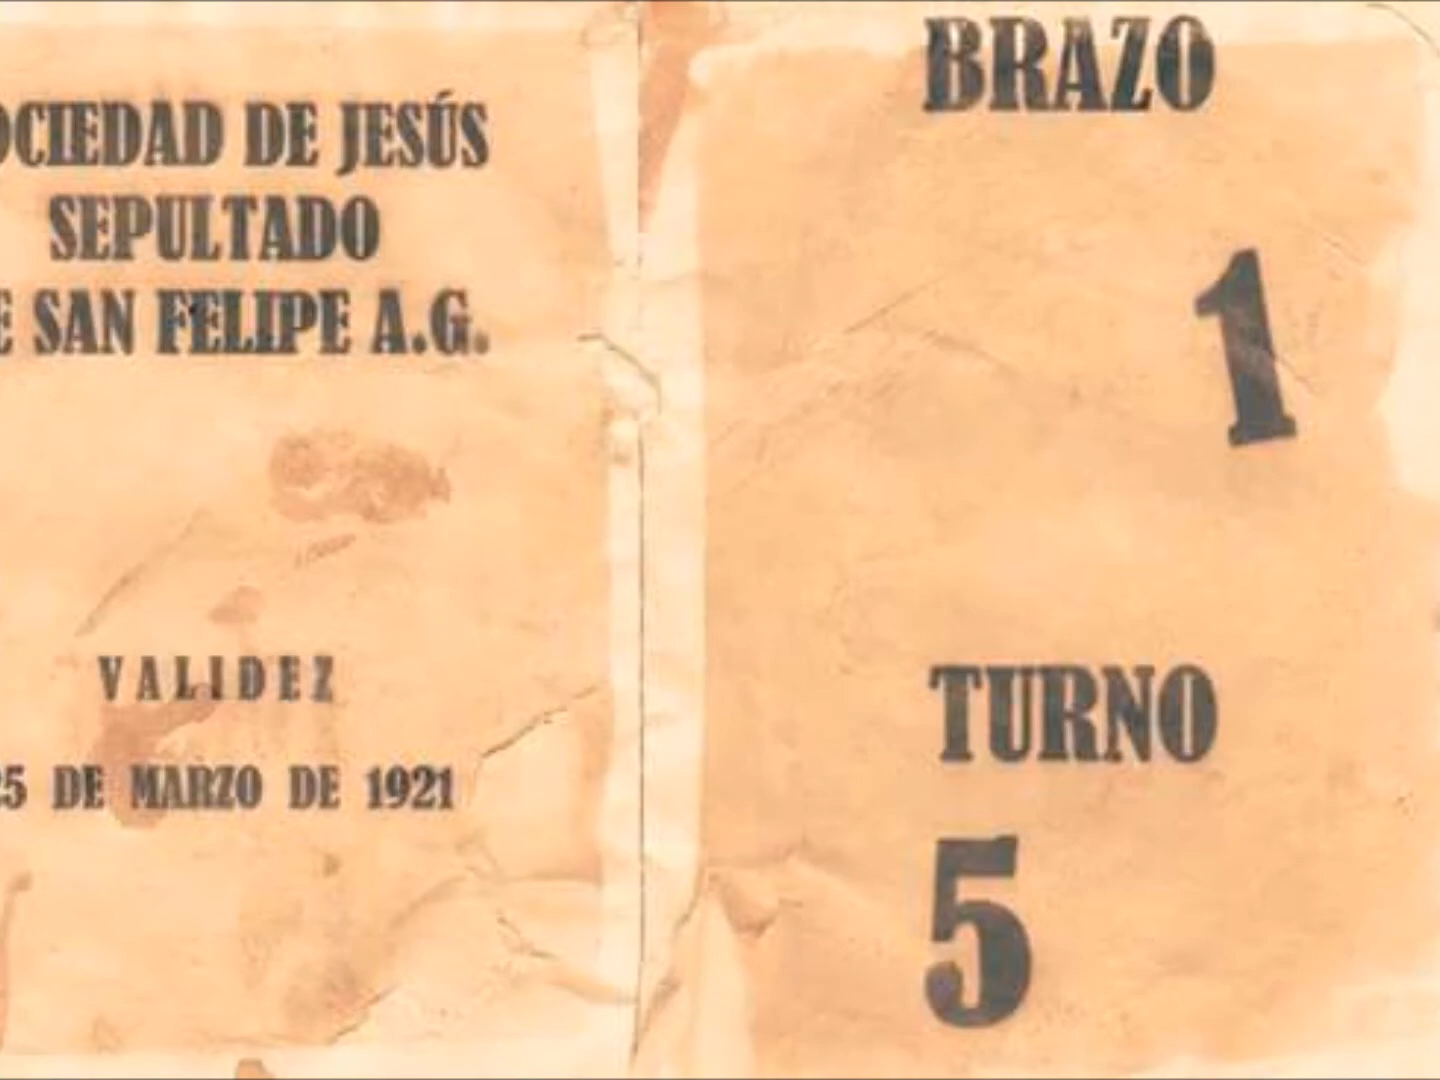 OCIEDAD DE JESÚS
SEPULTADO
E SAN FELIPE A.G.
VALIDEZ
25 DE MARZO DE 1921
BRAZO
1
TURNO
5